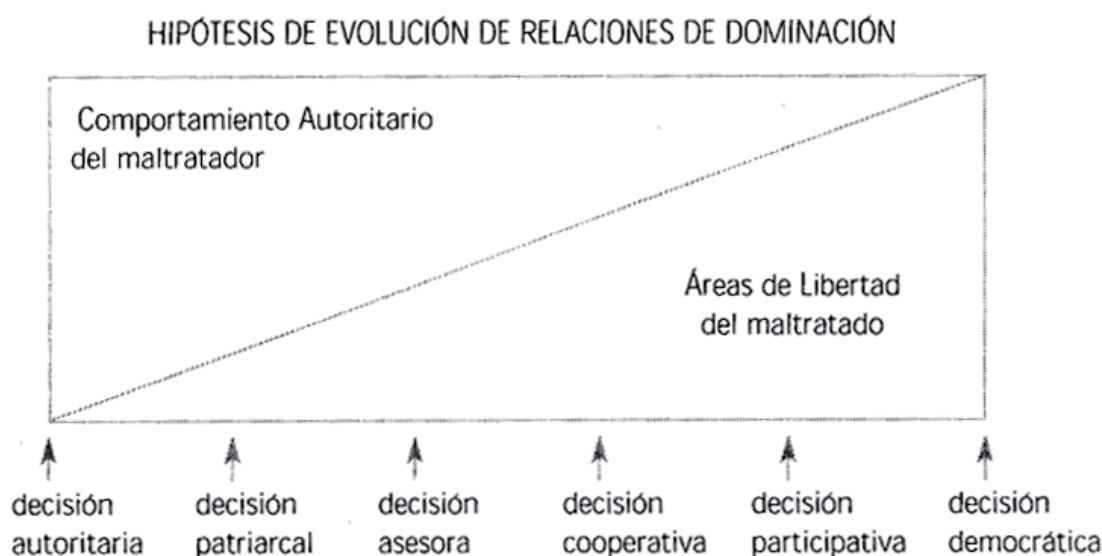 HIPÓTESIS DE EVOLUCIÓN DE RELACIONES DE DOMINACIÓN
Comportamiento Autoritario
del maltratador
Áreas de Libertad
del maltratado
decisión
autoritaria
decisión
patriarcal
decisión
asesora
decisión
cooperativa
decisión
participativa
decisión
democrática